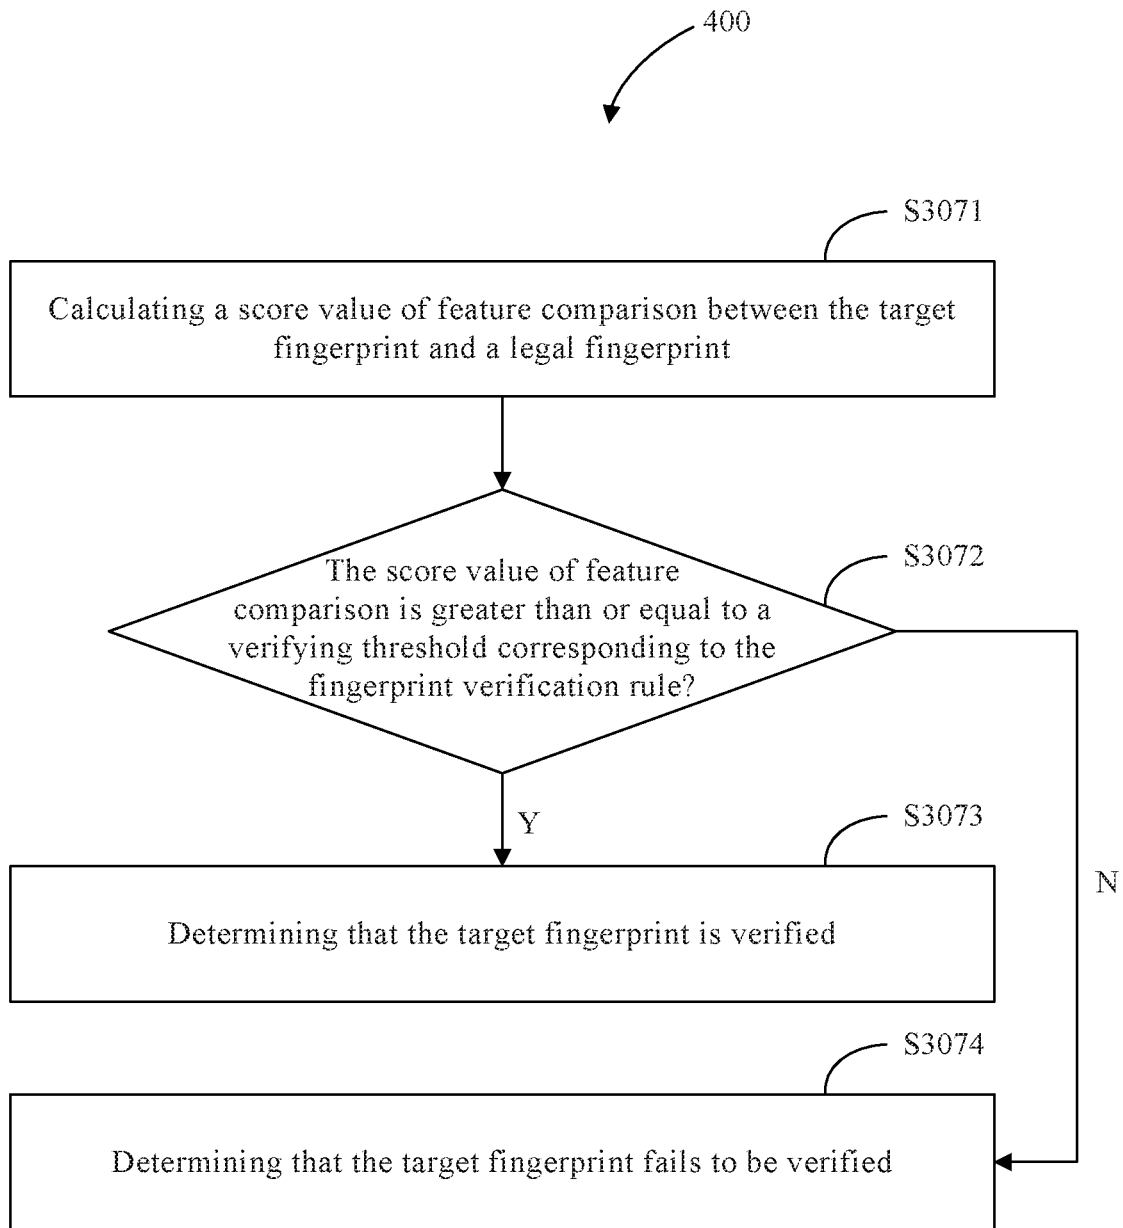 400
S3071
Calculating a score value of feature comparison between the target
fingerprint and a legal fingerprint
S3072
The score value of feature
comparison is greater than or equal to a
verifying threshold corresponding to the
fingerprint verification rule?
Y
S3073
N
Determining that the target fingerprint is verified
S3074
Determining that the target fingerprint fails to be verified